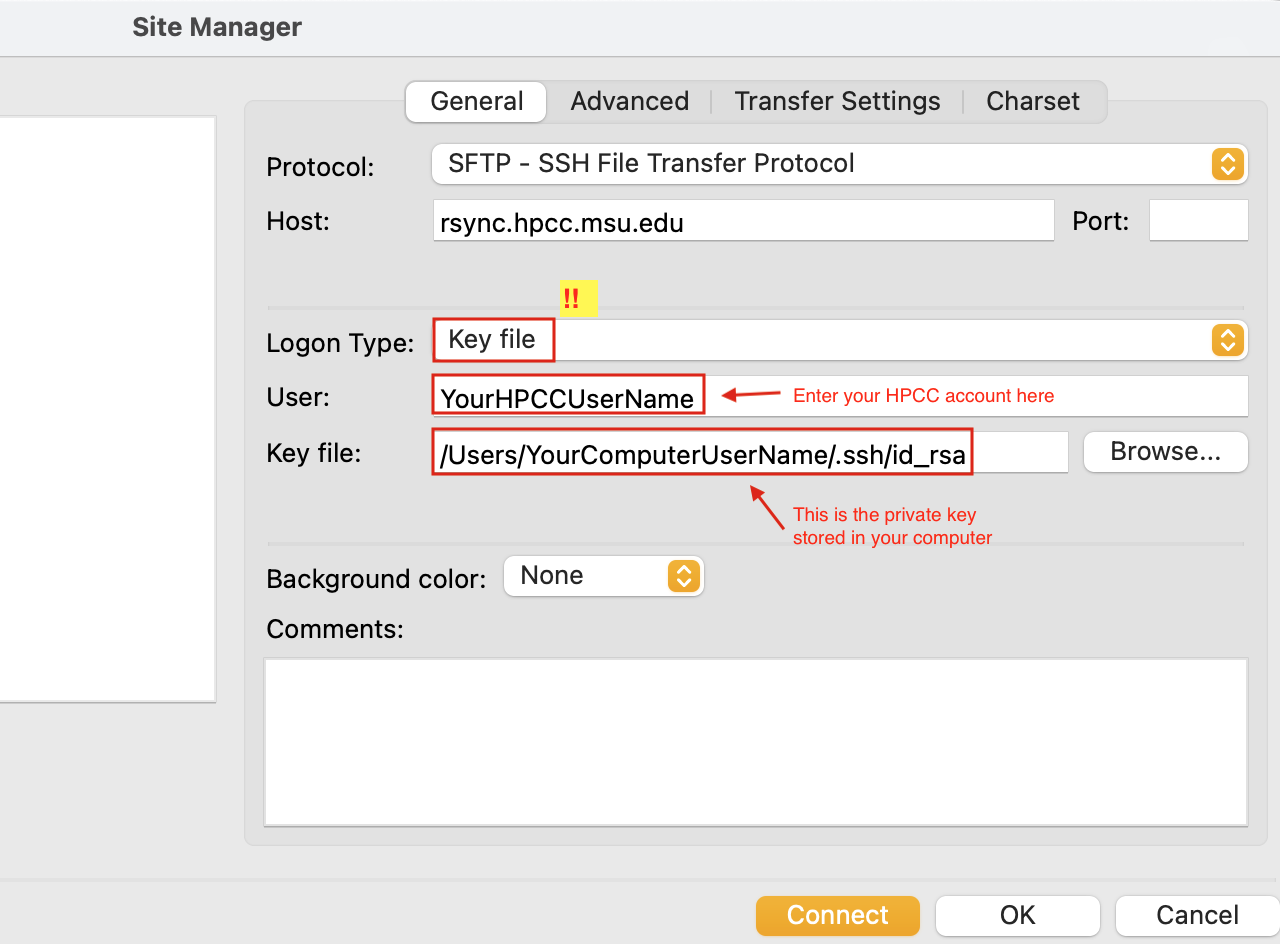 Site Manager
General Advanced Transfer Settings Charset
Protocol: SFTP - SSH File Transfer Protocol
Host: rsync.hpcc.msu.edu Port:
!!
Logon Type: Key file
User: YourHPCCUserName Enter your HPCC account here
Key file: /Users/YourComputerUserName/.ssh/id_rsa Browse...
This is the private key
stored in your computer
Background color: None
Comments:
Connect OK Cancel